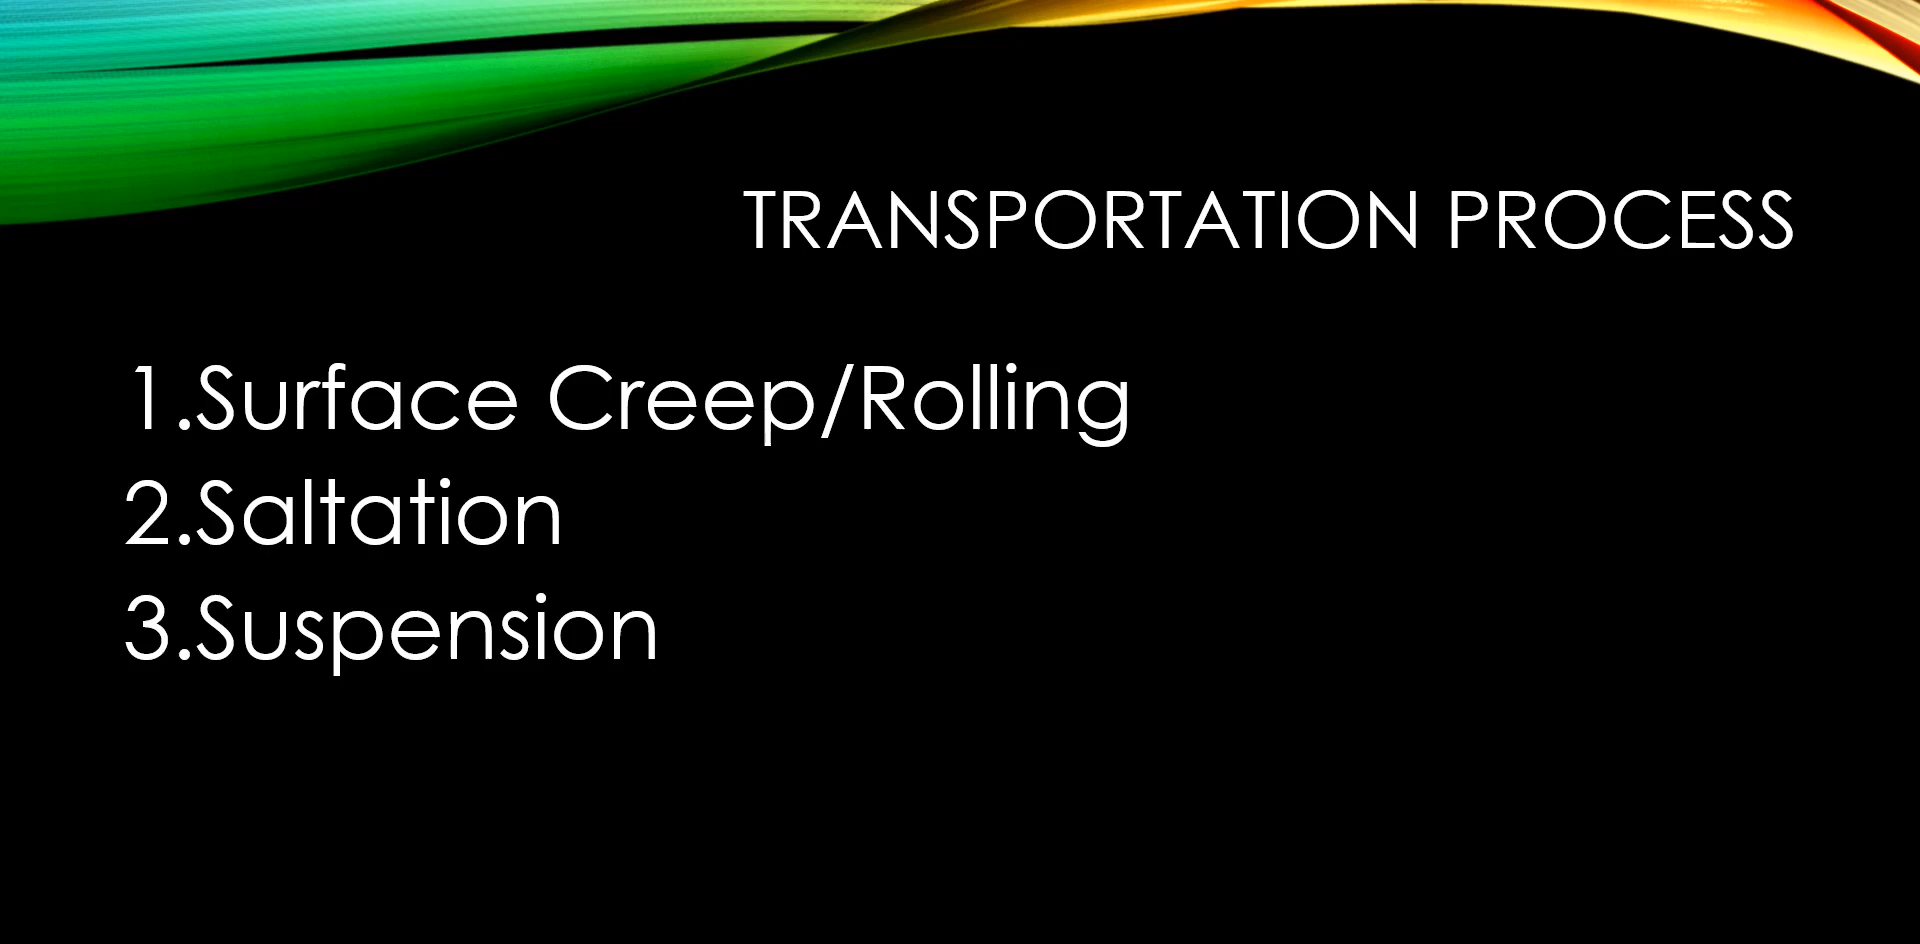 TRANSPORTATION PROCESS
1.Surface Creep/Rolling
2.Saltation
3.Suspension